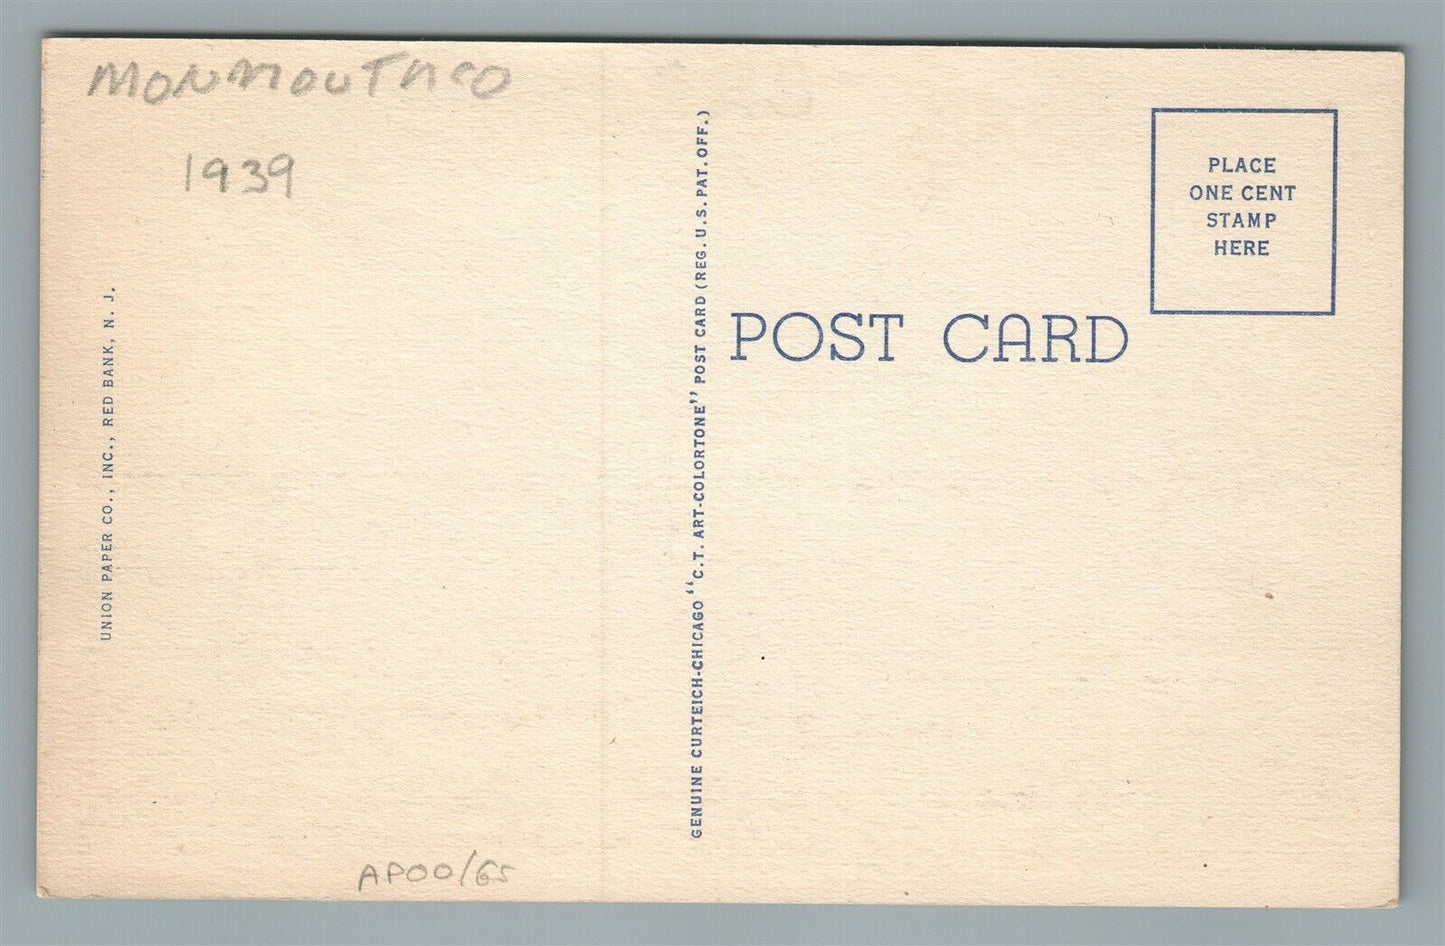 MONMOUTH CO
1939
UNION PAPER CO., INC., RED BANK, N. J.
GENUINE CURTEICH-CHICAGO "C.T. ART-COLORTONE" POST CARD (REG. U.S. PAT. OFF.)
POST CARD
PLACE
ONE CENT
STAMP
HERE
APOO/65